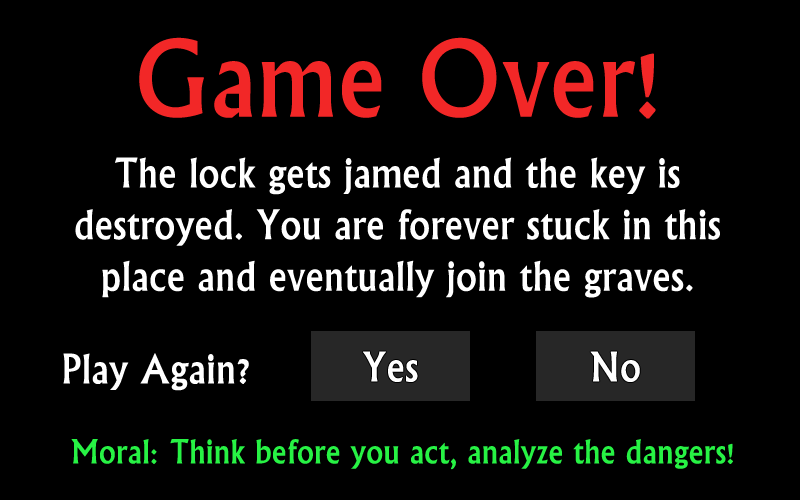 Game Over!
The lock gets jamed and the key is
destroyed. You are forever stuck in this
place and eventually join the graves.
Play Again? Yes No
Moral: Think before you act, analyze the dangers!